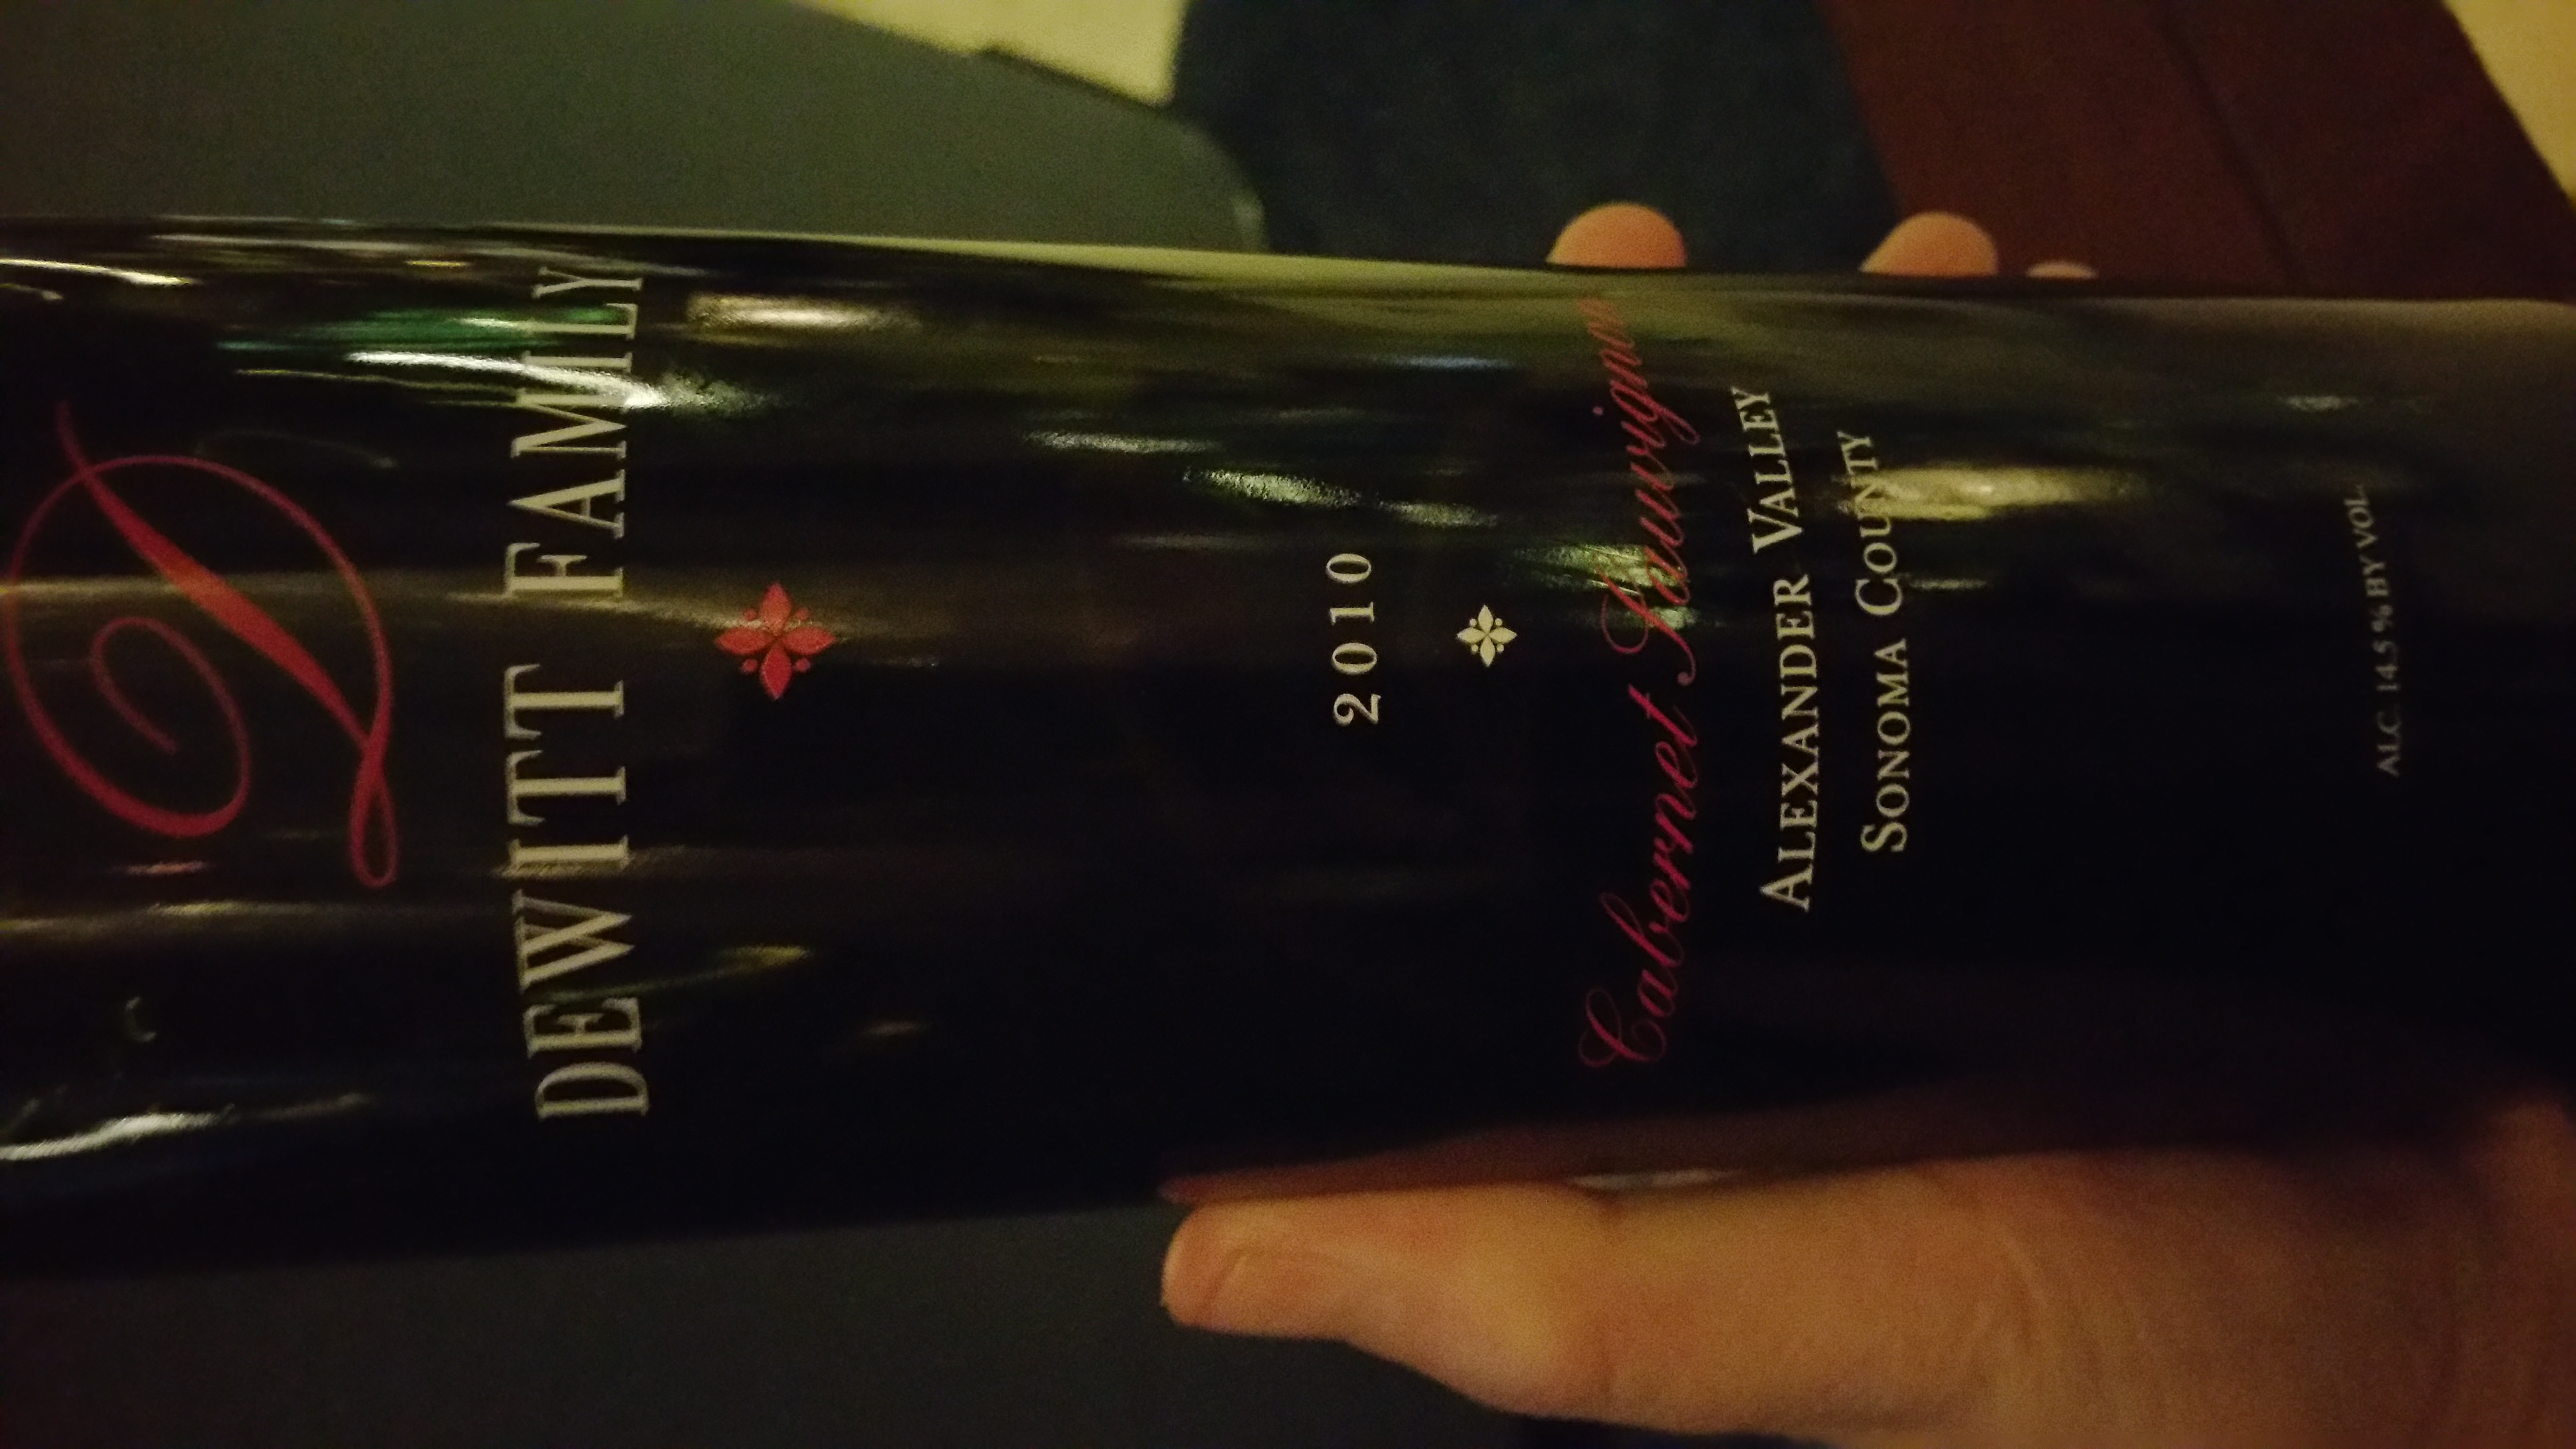 D
DEWITT FAMILY
2010
Cabernet Sauvignon
ALEXANDER VALLEY
SONOMA COUNTY
ALC. 14.5 % BY VOL.